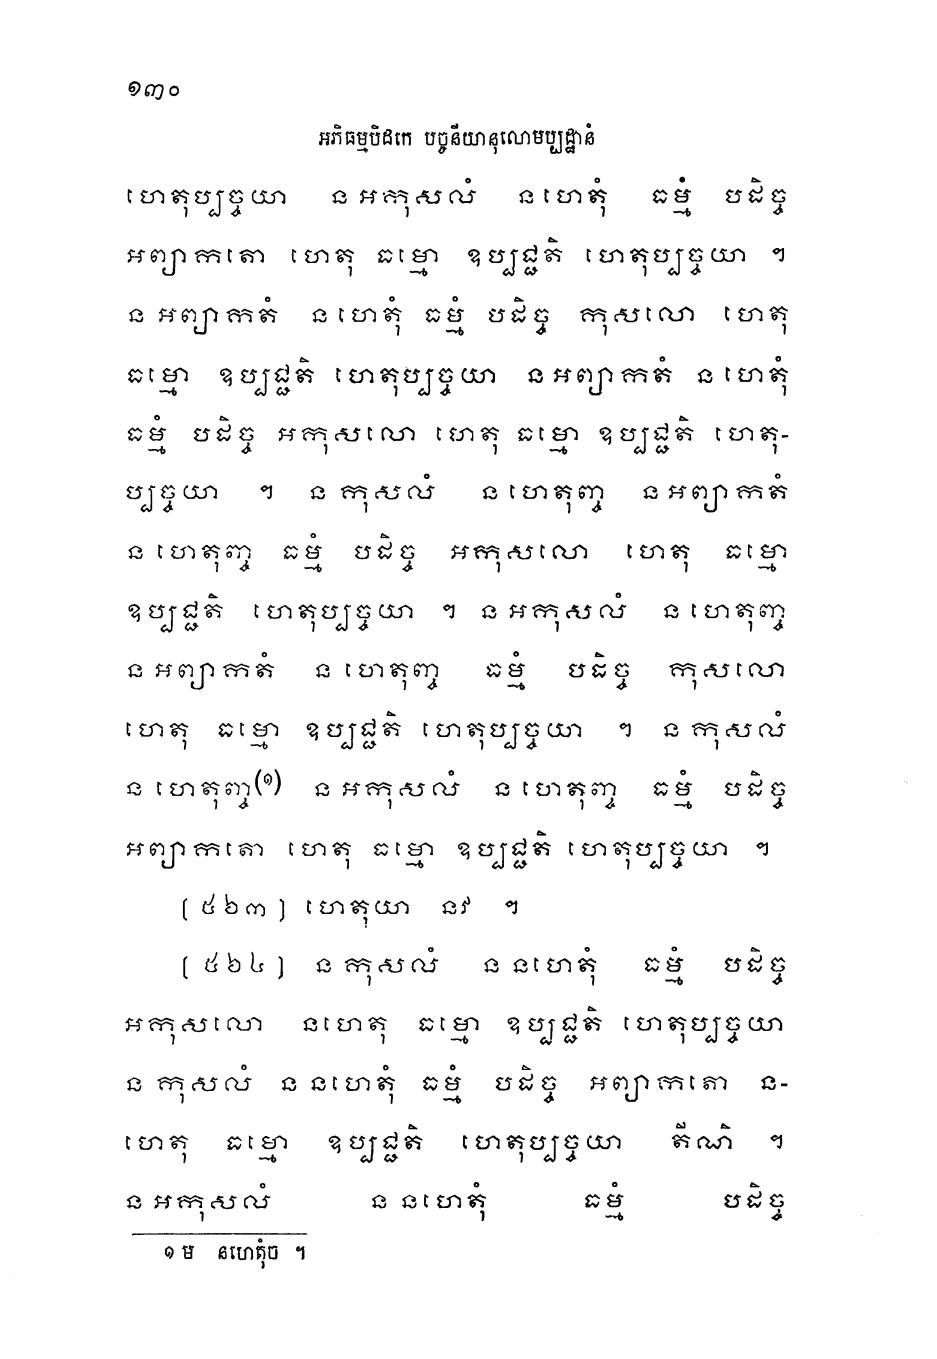 ១៣០
អភិធម្មបិដកេ បច្ចនីយានុលោមប្បដ្ឋានំ
ហេតុប្បច្ចយា ន អកុសលំ ន ហេតុំ ធម្មំ បដិច្ច
អព្យាកតោ ហេតុ ធម្មោ ឧប្បជ្ជតិ ហេតុប្បច្ចយា ។
ន អព្យាកតំ ន ហេតុំ ធម្មំ បដិច្ច កុសលោ ហេតុ
ធម្មោ ឧប្បជ្ជតិ ហេតុប្បច្ចយា ន អព្យាកតំ ន ហេតុំ
ធម្មំ បដិច្ច អកុសលោ ហេតុ ធម្មោ ឧប្បជ្ជតិ ហេតុ-
ប្បច្ចយា ។ ន កុសលំ ន ហេតុញ្ច ន អព្យាកតំ
ន ហេតុញ្ច ធម្មំ បដិច្ច អកុសលោ ហេតុ ធម្មោ
ឧប្បជ្ជតិ ហេតុប្បច្ចយា ។ ន អកុសលំ ន ហេតុញ្ច
ន អព្យាកតំ ន ហេតុញ្ច ធម្មំ បដិច្ច កុសលោ
ហេតុ ធម្មោ ឧប្បជ្ជតិ ហេតុប្បច្ចយា ។ ន កុសលំ
ន ហេតុញ្ច(១) ន អកុសលំ ន ហេតុញ្ច ធម្មំ បដិច្ច
អព្យាកតោ ហេតុ ធម្មោ ឧប្បជ្ជតិ ហេតុប្បច្ចយា ។
[ ៥៦៣ ] ហេតុយា នវ ។
[ ៥៦៤ ] ន កុសលំ ន នហេតុំ ធម្មំ បដិច្ច
អកុសលោ នហេតុ ធម្មោ ឧប្បជ្ជតិ ហេតុប្បច្ចយា
ន កុសលំ ន នហេតុំ ធម្មំ បដិច្ច អព្យាកតោ ន-
ហេតុ ធម្មោ ឧប្បជ្ជតិ ហេតុប្បច្ចយា តីណិ ។
ន អកុសលំ ន នហេតុំ ធម្មំ បដិច្ច
១ ម នហេតុំច ។